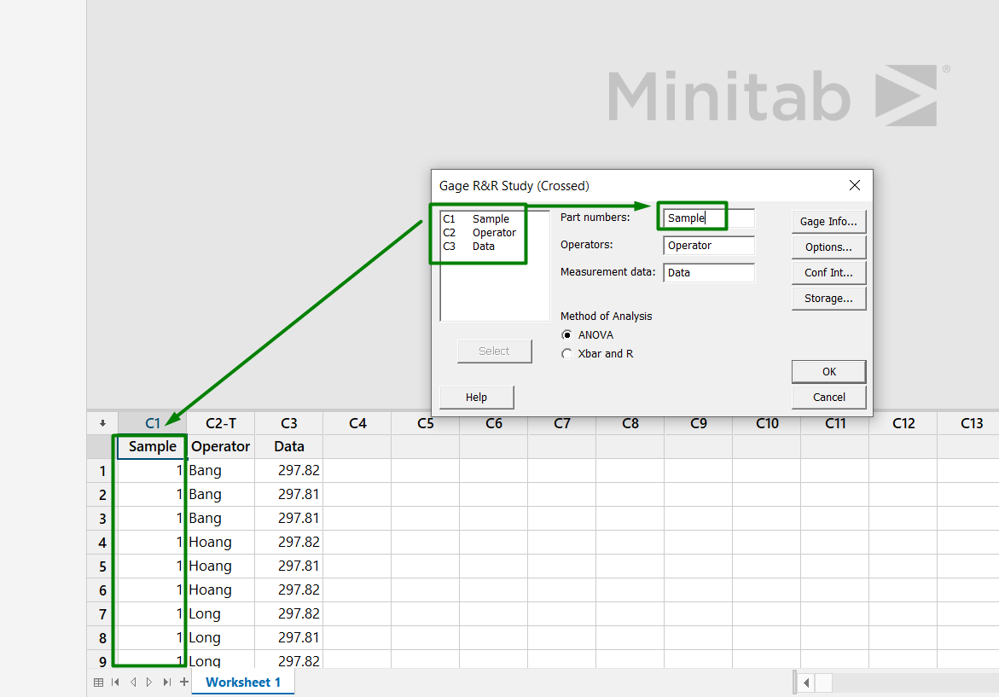 Minitab ®
Gage R&R Study (Crossed)
C1 Sample
C2 Operator
C3 Data
Part numbers: Sample
Operators: Operator
Measurement data: Data
Method of Analysis
ANOVA
Xbar and R
Select
Help
Gage Info...
Options...
Conf Int...
Storage...
OK
Cancel
C1 C2-T C3 C4 C5 C6 C7 C8 C9 C10 C11 C12 C13
Sample Operator Data
1 1 Bang 297.82
2 1 Bang 297.81
3 1 Bang 297.81
4 1 Hoang 297.82
5 1 Hoang 297.81
6 1 Hoang 297.82
7 1 Long 297.82
8 1 Long 297.81
9 1 Long 297.82
Worksheet 1